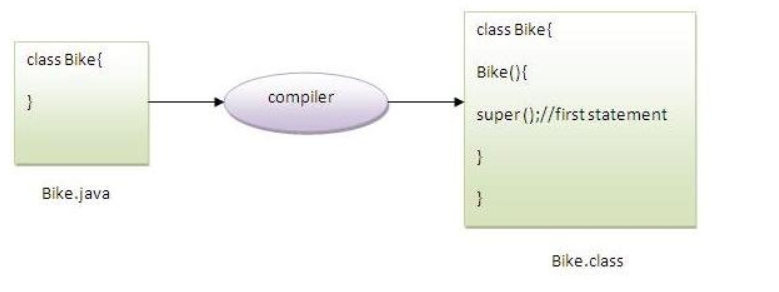 class Bike{
}
Bike.java
compiler
class Bike{
Bike(){
super();//first statement
}
}
Bike.class